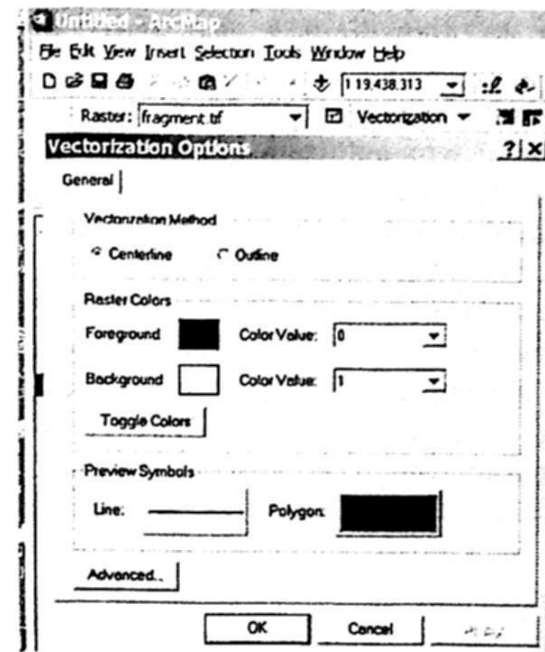 Untitled - ArcMap
File Edit View Insert Selection Tools Window Help
1 19,438,313
Raster: fragment.tif Vectorization
Vectorization Options ? X
General
Vectorization Method
Centerline Outline
Raster Colors
Foreground Color Value: 0
Background Color Value: 1
Toggle Colors
Preview Symbols
Line: Polygon:
Advanced...
OK Cancel